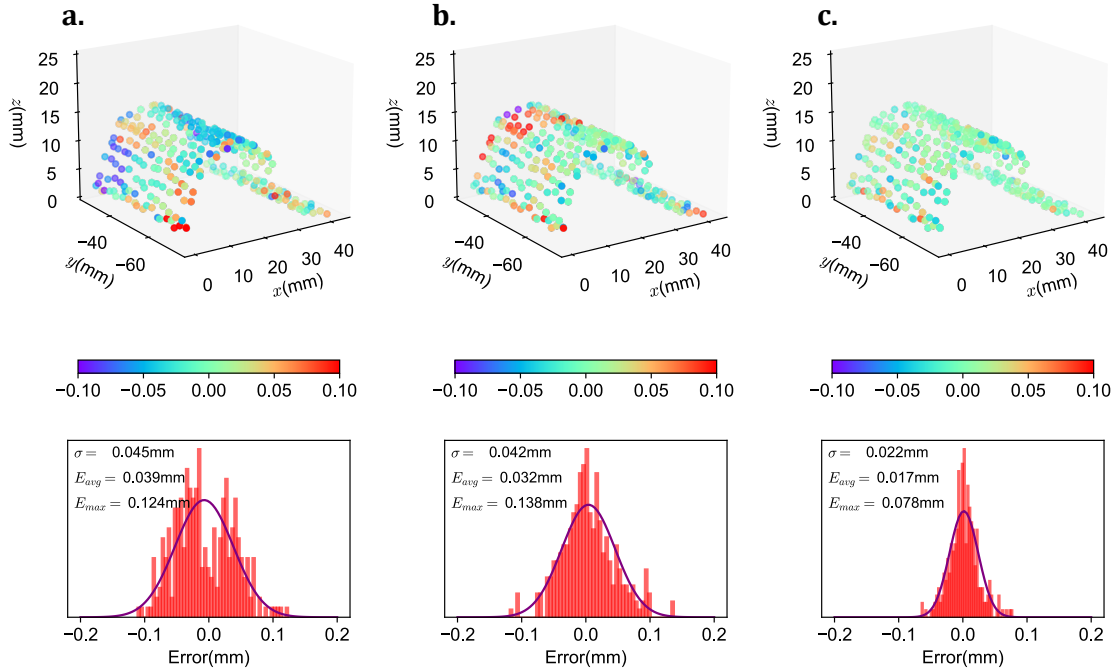 a.
25
20
15
10
5
0
z(mm)
−40
−60
y(mm)
0
10
20
30
40
x(mm)
−0.10 −0.05 0.00 0.05 0.10
σ = 0.045mm
E_avg = 0.039mm
E_max = 0.124mm
−0.2 −0.1 0.0 0.1 0.2
Error(mm)
b.
25
20
15
10
5
0
z(mm)
−40
−60
y(mm)
0
10
20
30
40
x(mm)
−0.10 −0.05 0.00 0.05 0.10
σ = 0.042mm
E_avg = 0.032mm
E_max = 0.138mm
−0.2 −0.1 0.0 0.1 0.2
Error(mm)
c.
25
20
15
10
5
0
z(mm)
−40
−60
y(mm)
0
10
20
30
40
x(mm)
−0.10 −0.05 0.00 0.05 0.10
σ = 0.022mm
E_avg = 0.017mm
E_max = 0.078mm
−0.2 −0.1 0.0 0.1 0.2
Error(mm)